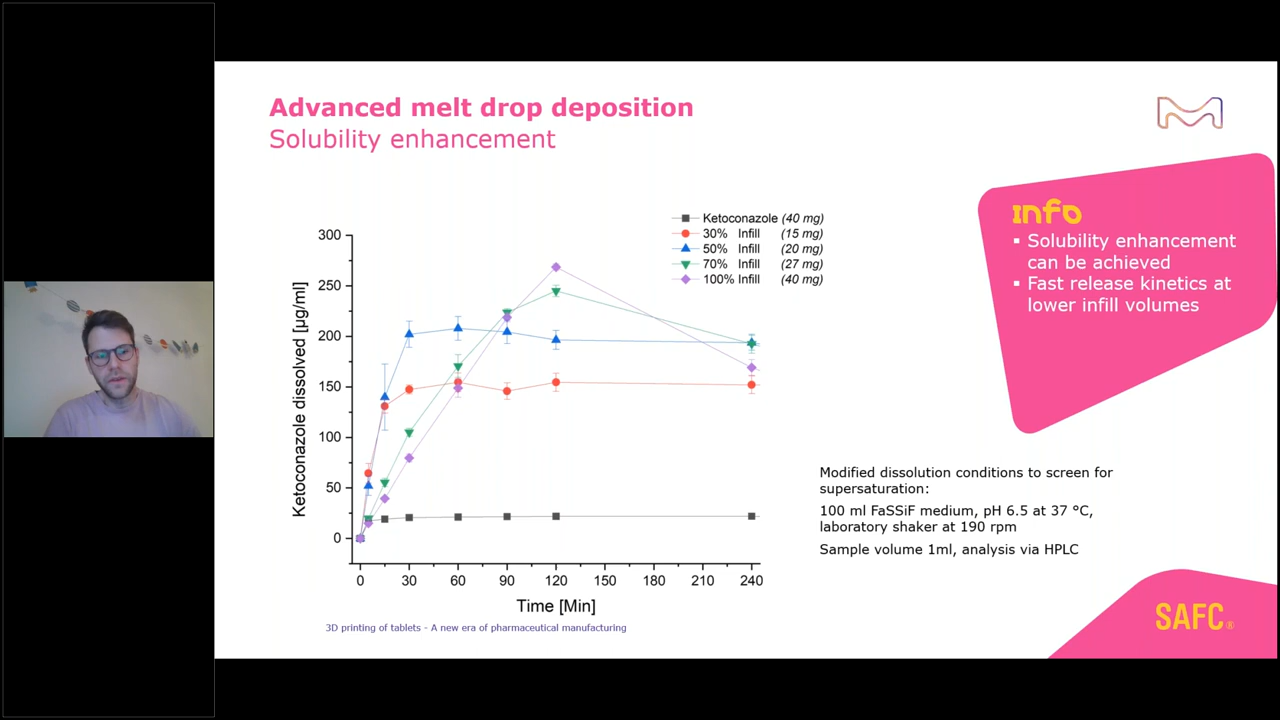 Advanced melt drop deposition
Solubility enhancement
Ketoconazole (40 mg)
30% Infill (15 mg)
50% Infill (20 mg)
70% Infill (27 mg)
100% Infill (40 mg)
300
250
200
150
100
50
0
Ketoconazole dissolved [µg/ml]
0 30 60 90 120 150 180 210 240
Time [Min]
3D printing of tablets - A new era of pharmaceutical manufacturing
info
▪ Solubility enhancement
can be achieved
▪ Fast release kinetics at
lower infill volumes
Modified dissolution conditions to screen for
supersaturation:
100 ml FaSSiF medium, pH 6.5 at 37 °C,
laboratory shaker at 190 rpm
Sample volume 1ml, analysis via HPLC
SAFC®